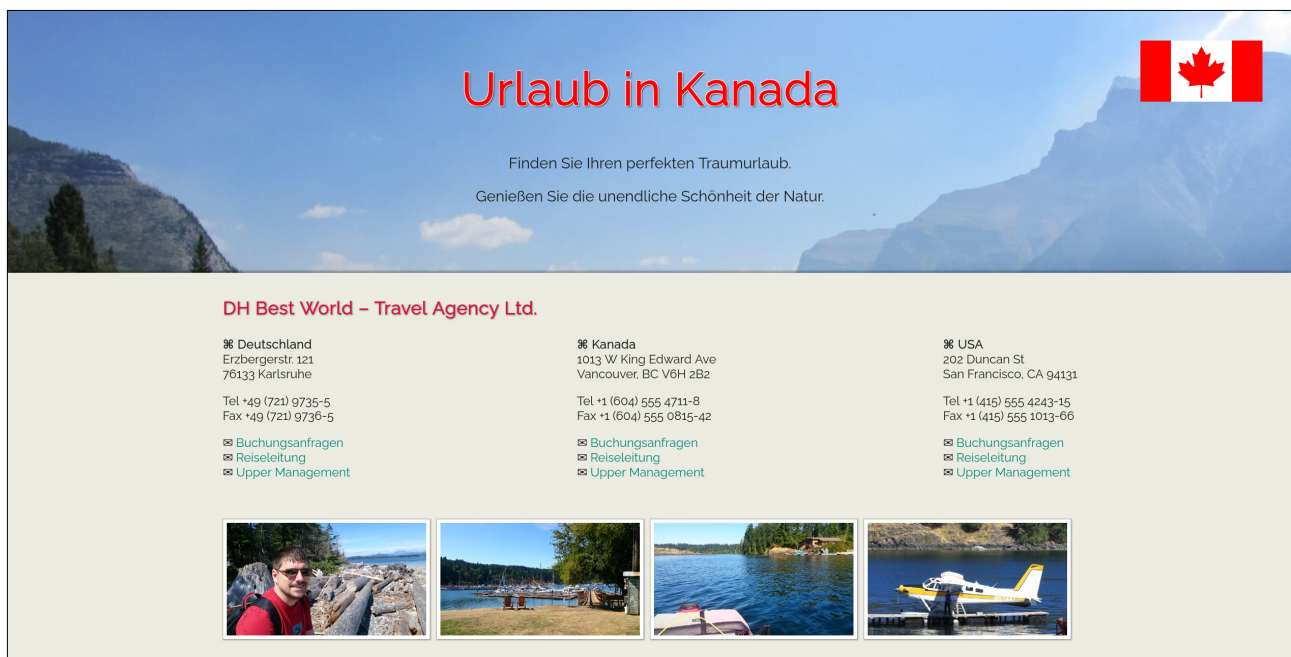 Urlaub in Kanada
Finden Sie Ihren perfekten Traumurlaub.
Genießen Sie die unendliche Schönheit der Natur.
DH Best World – Travel Agency Ltd.
⌘ Deutschland
Erzbergerstr. 121
76133 Karlsruhe
Tel +49 (721) 9735-5
Fax +49 (721) 9736-5
✉ Buchungsanfragen
✉ Reiseleitung
✉ Upper Management
⌘ Kanada
1013 W King Edward Ave
Vancouver, BC V6H 2B2
Tel +1 (604) 555 4711-8
Fax +1 (604) 555 0815-42
✉ Buchungsanfragen
✉ Reiseleitung
✉ Upper Management
⌘ USA
202 Duncan St
San Francisco, CA 94131
Tel +1 (415) 555 4243-15
Fax +1 (415) 555 1013-66
✉ Buchungsanfragen
✉ Reiseleitung
✉ Upper Management